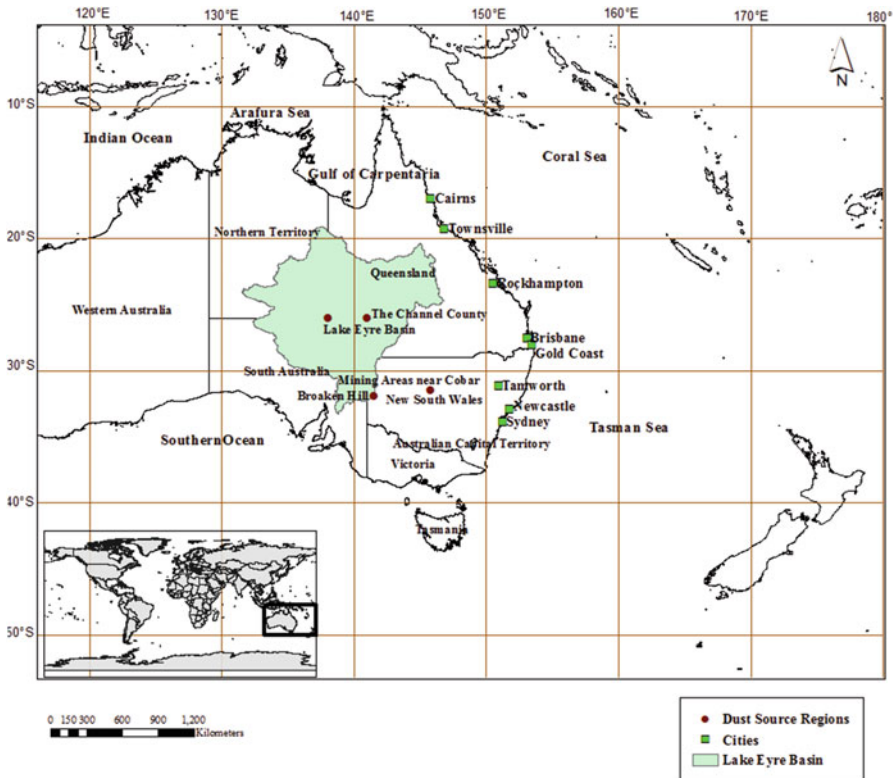 120°E 130°E 140°E 150°E 160°E 170°E 180°
10°S
Arafura Sea
Indian Ocean
Coral Sea
N
Gulf of Carpentaria
Cairns
Townsville
Northern Territory
20°S
Queensland
Rockhampton
Western Australia
The Channel County
Lake Eyre Basin
Brisbane
Gold Coast
30°S
South Australia
Mining Areas near Cobar
Tamworth
Broaken Hill
New South Wales
Newcastle
Sydney
Tasman Sea
Southern Ocean
Australian Capital Territory
Victoria
40°S
Tasmania
50°S
0 150 300 600 900 1,200
Kilometers
Dust Source Regions
Cities
Lake Eyre Basin